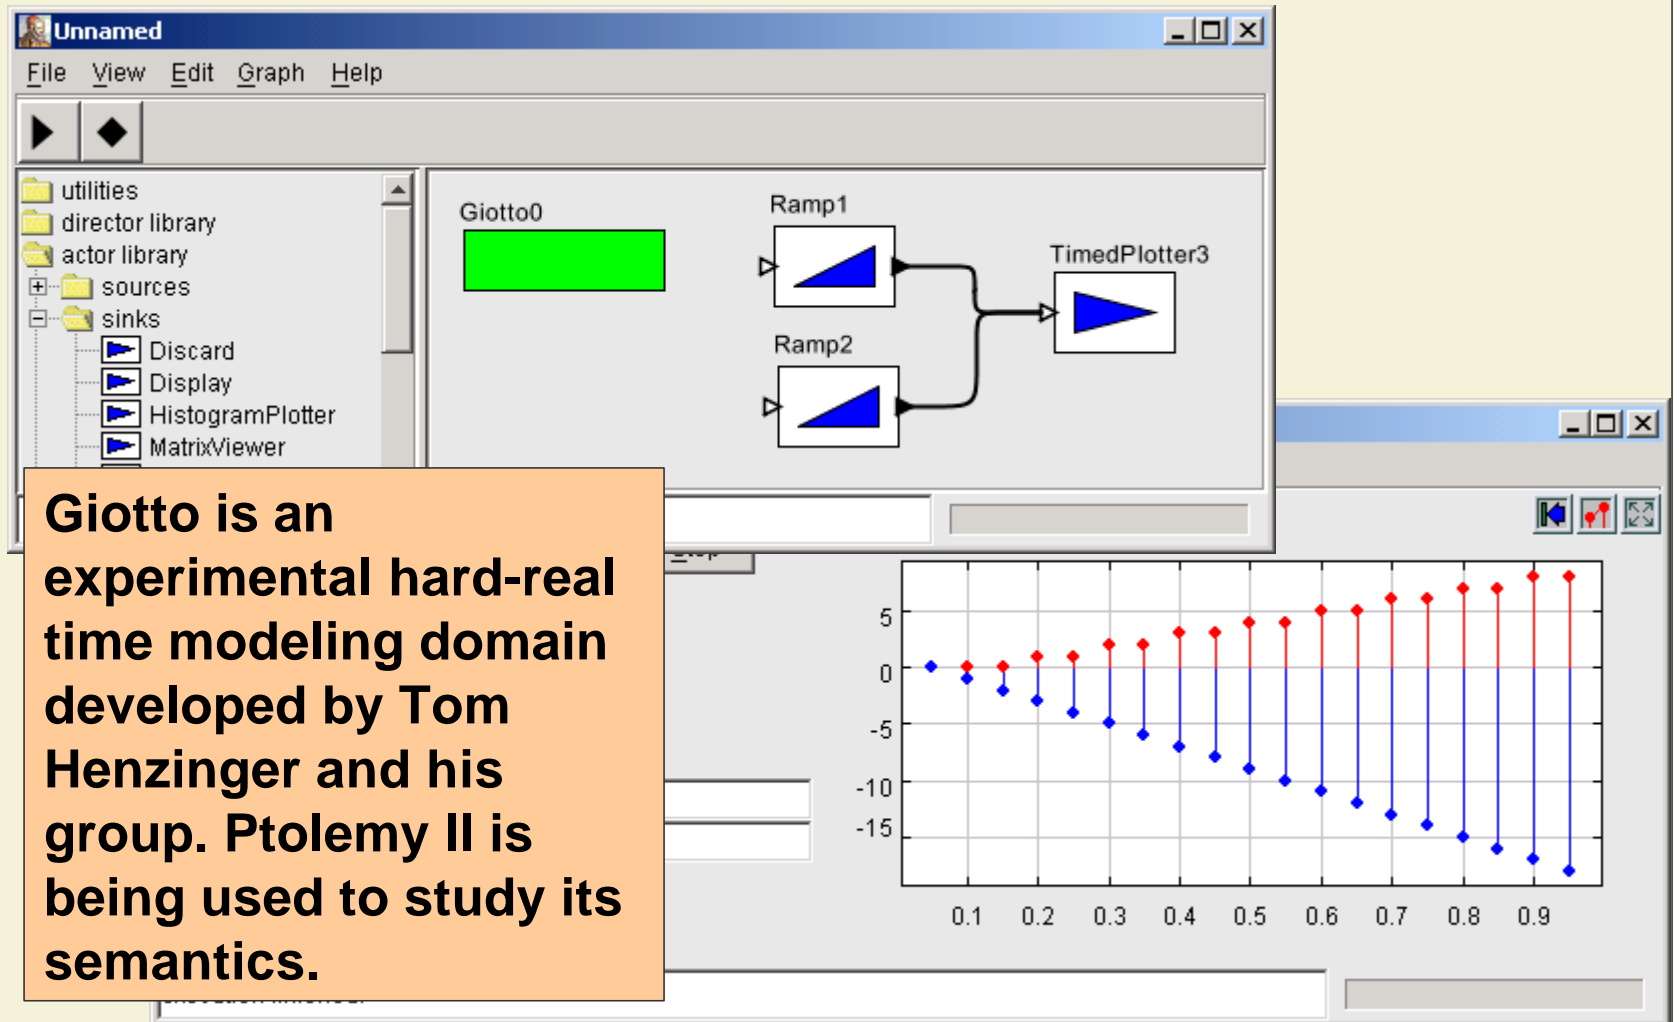 Unnamed
File View Edit Graph Help
utilities
director library
actor library
sources
sinks
Discard
Display
HistogramPlotter
MatrixViewer
Giotto0
Ramp1
Ramp2
TimedPlotter3
Giotto is an
experimental hard-real
time modeling domain
developed by Tom
Henzinger and his
group. Ptolemy II is
being used to study its
semantics.
5
0
-5
-10
-15
0.1 0.2 0.3 0.4 0.5 0.6 0.7 0.8 0.9